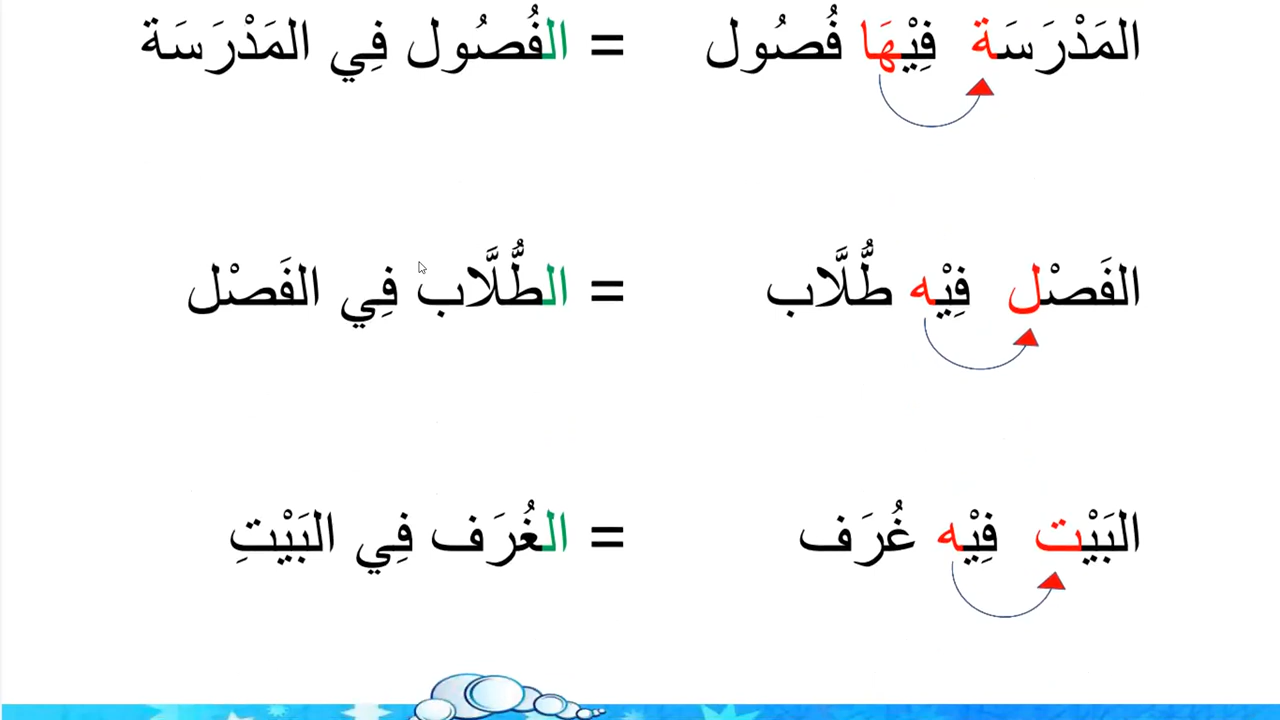 المَدْرَسَة فِيْهَا فُصُول = الفُصُول فِي المَدْرَسَة
الفَصْل فِيْه طُّلَّاب = الطُّلَّاب فِي الفَصْل
البَيْت فِيْه غُرَف = الغُرَف فِي البَيْتِ